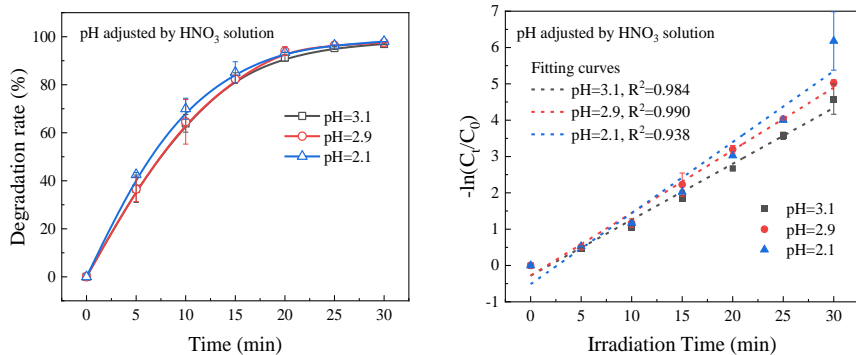 pH adjusted by HNO₃ solution
100
80
60
40
20
0
Degradation rate (%)
pH=3.1
pH=2.9
pH=2.1
0 5 10 15 20 25 30
Time (min)
pH adjusted by HNO₃ solution
Fitting curves
pH=3.1, R²=0.984
pH=2.9, R²=0.990
pH=2.1, R²=0.938
7
6
5
4
3
2
1
0
-1
-ln(Cₜ/C₀)
pH=3.1
pH=2.9
pH=2.1
0 5 10 15 20 25 30
Irradiation Time (min)